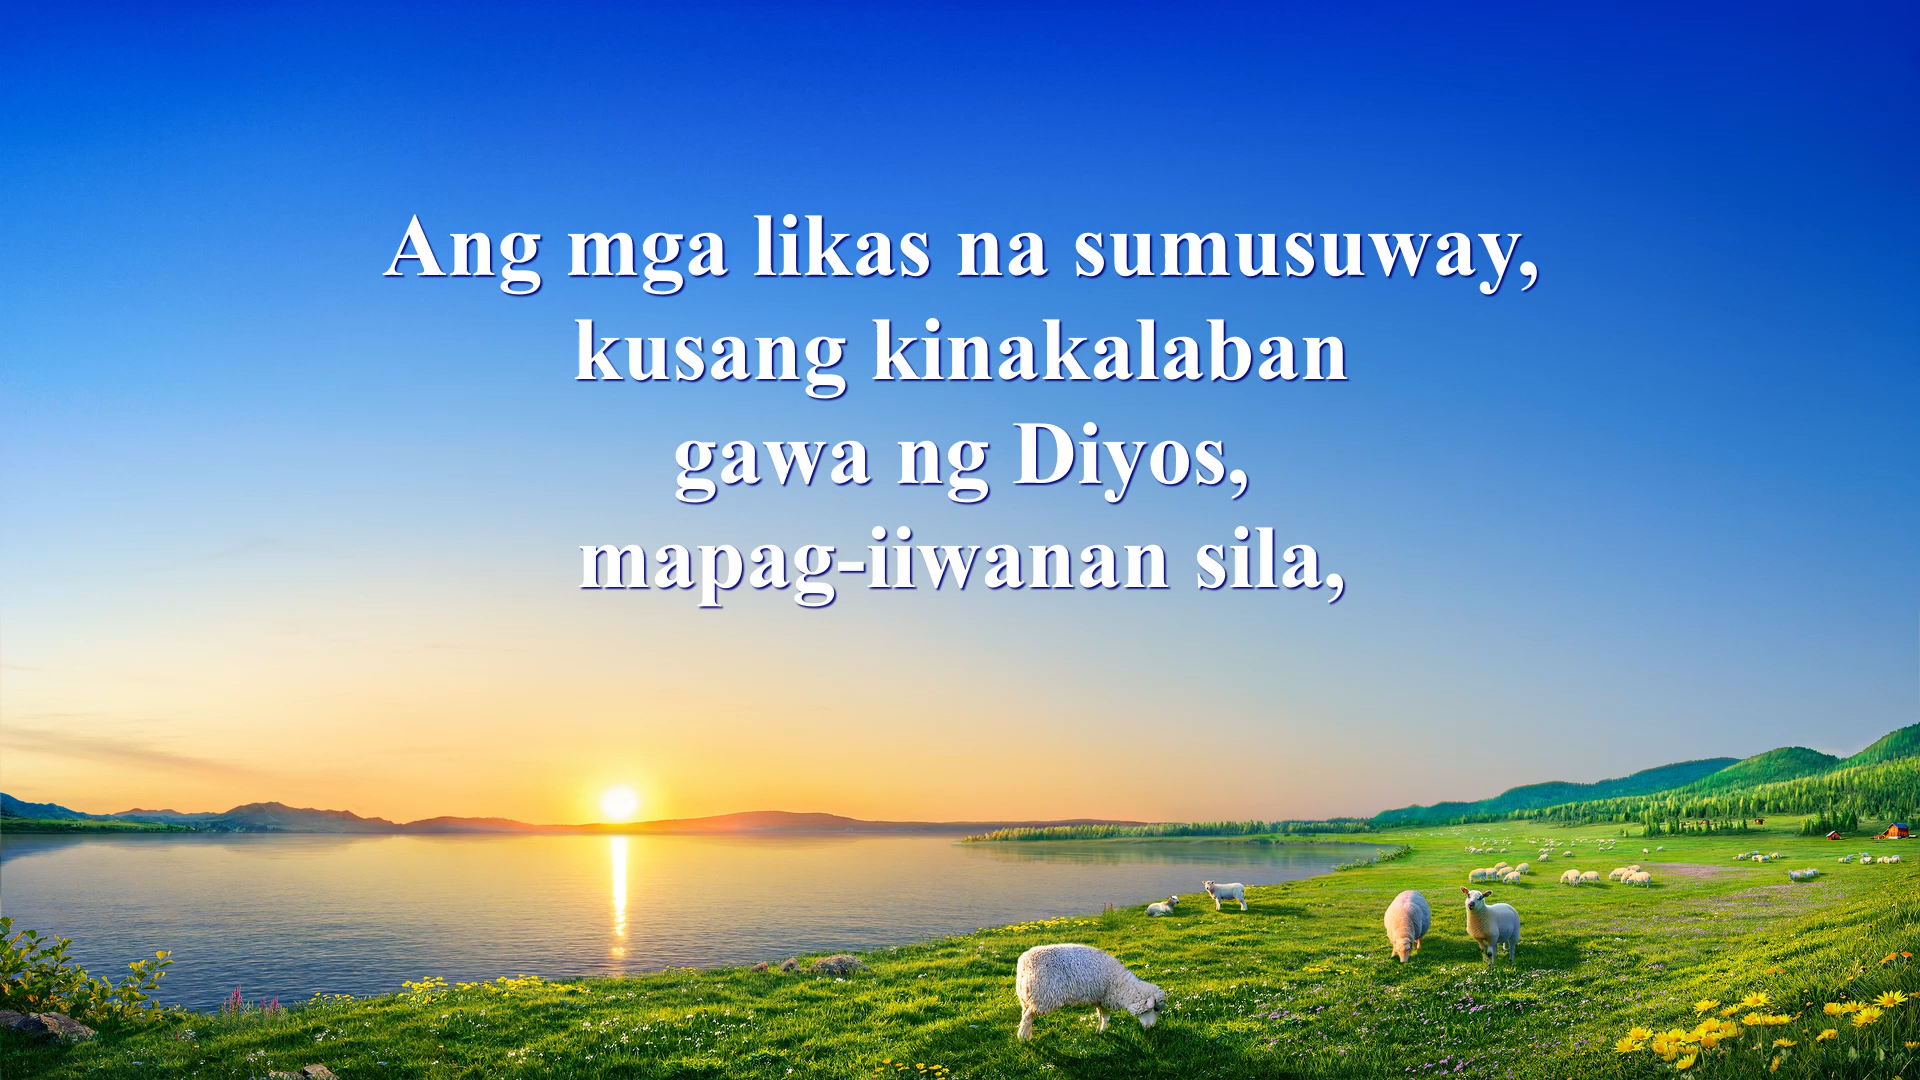 Ang mga likas na sumusuway,
kusang kinakalaban
gawa ng Diyos,
mapag-iiwanan sila,